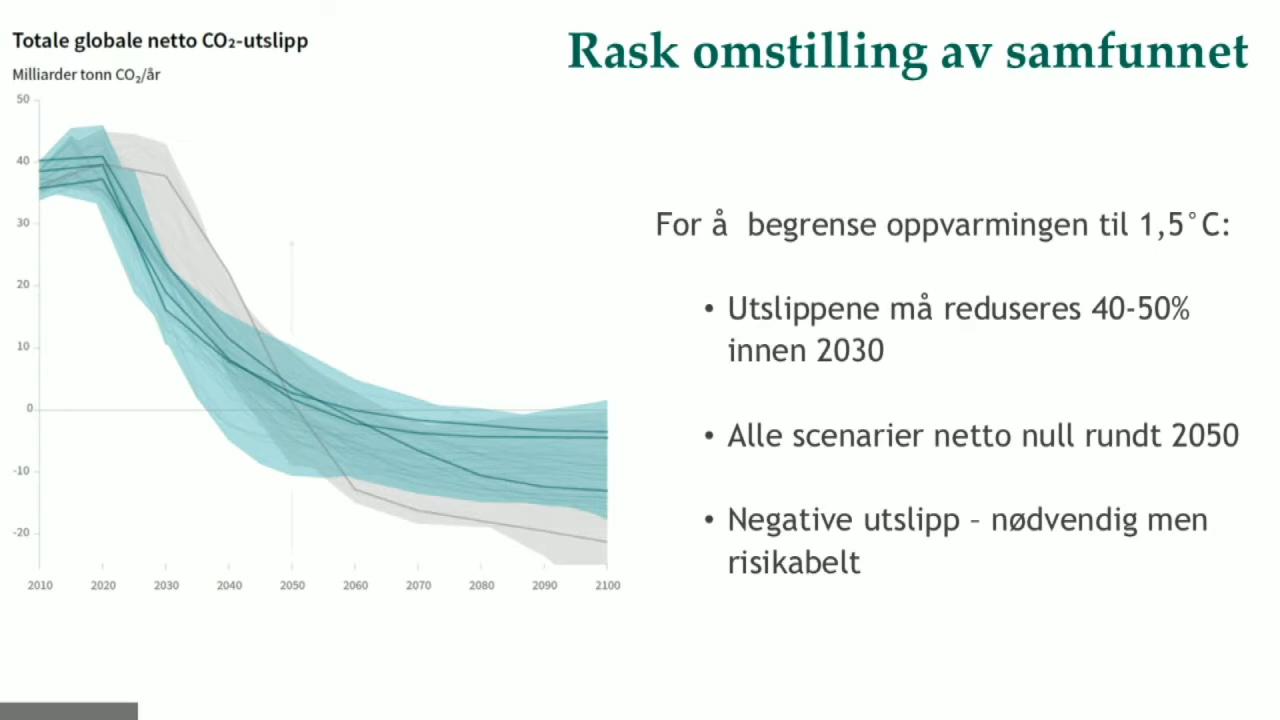 Totale globale netto CO₂-utslipp
Milliarder tonn CO₂/år
Rask omstilling av samfunnet
50
40
30
20
10
0
-10
-20
2010 2020 2030 2040 2050 2060 2070 2080 2090 2100
For å begrense oppvarmingen til 1,5°C:
• Utslippene må reduseres 40-50%
innen 2030
• Alle scenarier netto null rundt 2050
• Negative utslipp – nødvendig men
risikabelt